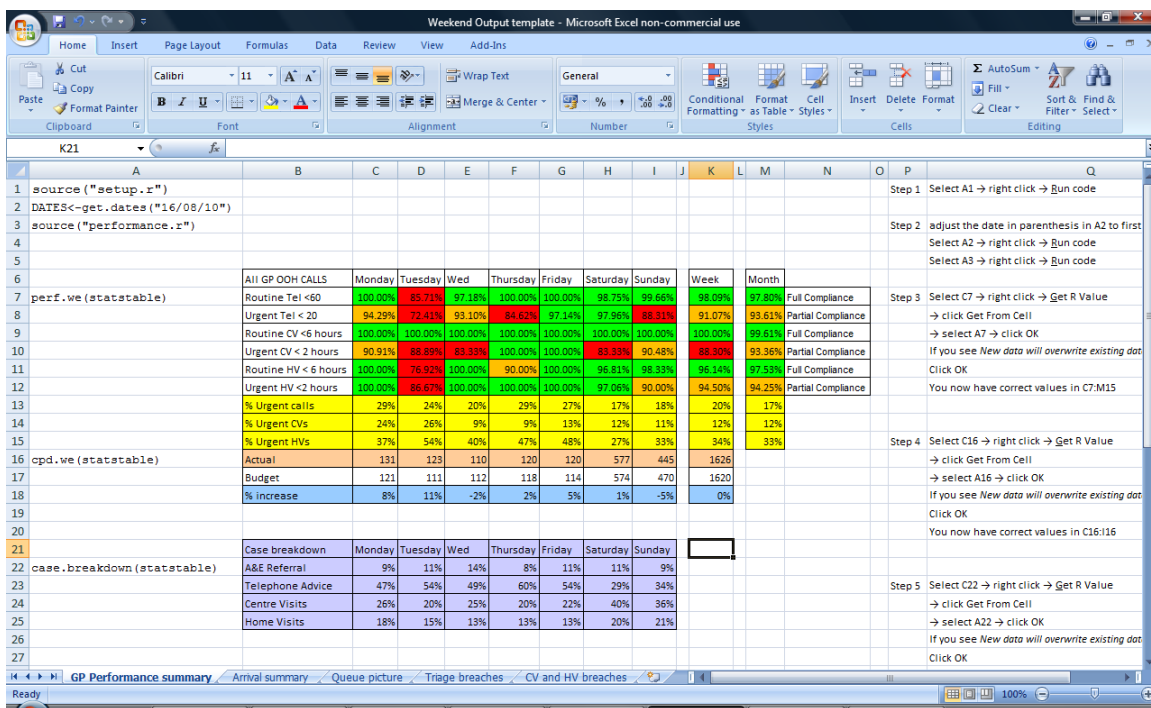 Weekend Output template - Microsoft Excel non-commercial use
Home Insert Page Layout Formulas Data Review View Add-Ins
Paste
Cut
Copy
Format Painter
Clipboard
Calibri 11
B I U
Font
Wrap Text
Merge & Center
Alignment
General
Number
Conditional Formatting
Format as Table
Cell Styles
Styles
Insert Delete Format
Cells
Σ AutoSum
Fill
Clear
Sort & Filter
Find & Select
Editing
K21 fx
A B C D E F G H I J K L M N O P Q
1 source("setup.r") Step 1 Select A1 → right click → Run code
2 DATES<-get.dates("16/08/10")
3 source("performance.r") Step 2 adjust the date in parenthesis in A2 to first
4 Select A2 → right click → Run code
5 Select A3 → right click → Run code
6 All GP OOH CALLS Monday Tuesday Wed Thursday Friday Saturday Sunday Week Month
7 perf.we(statstable) Routine Tel <60 100.00% 85.71% 97.18% 100.00% 100.00% 98.75% 99.66% 98.09% 97.80% Full Compliance Step 3 Select C7 → right click → Get R Value
8 Urgent Tel < 20 94.29% 72.41% 93.10% 84.62% 97.14% 97.96% 88.31% 91.07% 93.61% Partial Compliance → click Get From Cell
9 Routine CV <6 hours 100.00% 100.00% 100.00% 100.00% 100.00% 100.00% 100.00% 100.00% 99.61% Full Compliance → select A7 → click OK
10 Urgent CV < 2 hours 90.91% 88.89% 83.33% 100.00% 100.00% 83.33% 90.48% 88.30% 93.36% Partial Compliance If you see New data will overwrite existing dat
11 Routine HV < 6 hours 100.00% 76.92% 100.00% 90.00% 100.00% 96.81% 98.33% 96.14% 97.53% Full Compliance Click OK
12 Urgent HV <2 hours 100.00% 86.67% 100.00% 100.00% 100.00% 97.06% 90.00% 94.50% 94.25% Partial Compliance You now have correct values in C7:M15
13 % Urgent calls 29% 24% 20% 29% 27% 17% 18% 20% 17%
14 % Urgent CVs 24% 26% 9% 9% 13% 12% 11% 12% 12%
15 % Urgent HVs 37% 54% 40% 47% 48% 27% 33% 34% 33% Step 4 Select C16 → right click → Get R Value
16 cpd.we(statstable) Actual 131 123 110 120 120 577 445 1626 → click Get From Cell
17 Budget 121 111 112 118 114 574 470 1620 → select A16 → click OK
18 % increase 8% 11% -2% 2% 5% 1% -5% 0% If you see New data will overwrite existing dat
19 Click OK
20 You now have correct values in C16:I16
21 Case breakdown Monday Tuesday Wed Thursday Friday Saturday Sunday
22 case.breakdown(statstable) A&E Referral 9% 11% 14% 8% 11% 11% 9%
23 Telephone Advice 47% 54% 49% 60% 54% 29% 34% Step 5 Select C22 → right click → Get R Value
24 Centre Visits 26% 20% 25% 20% 22% 40% 36% → click Get From Cell
25 Home Visits 18% 15% 13% 13% 13% 20% 21% → select A22 → click OK
26 If you see New data will overwrite existing dat
27 Click OK
GP Performance summary Arrival summary Queue picture Triage breaches CV and HV breaches
Ready 100%